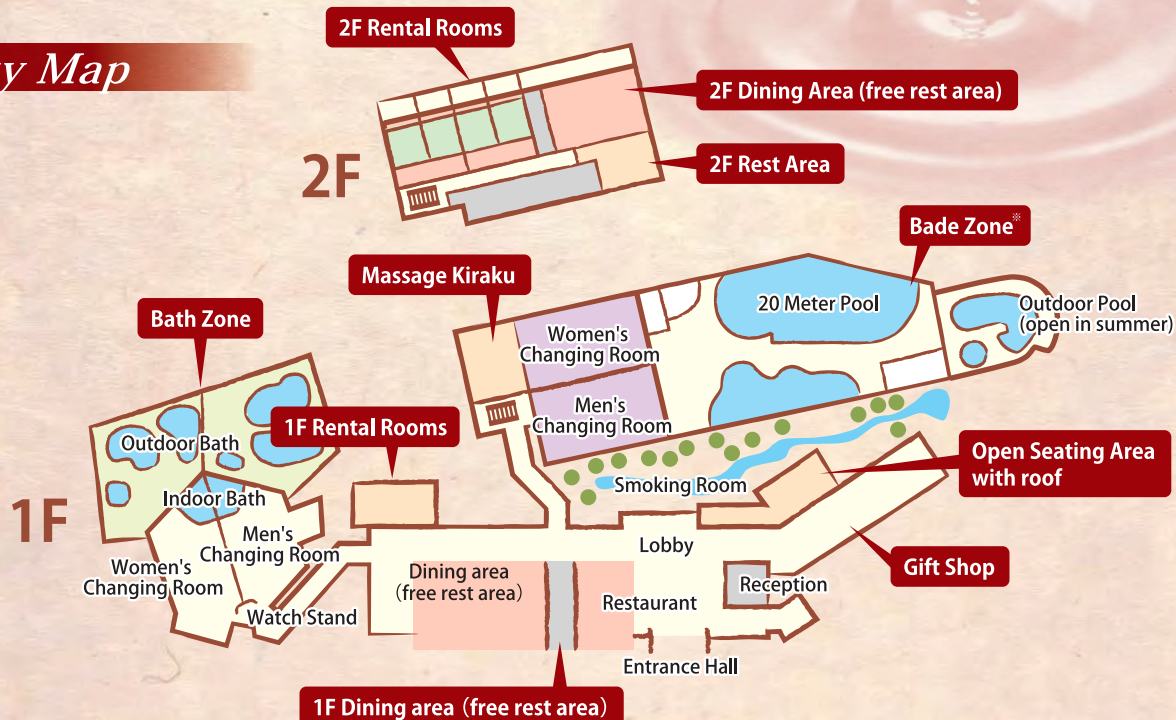 y Map
2F Rental Rooms
2F Dining Area (free rest area)
2F
2F Rest Area
Bade Zone※
Massage Kiraku
20 Meter Pool
Outdoor Pool
(open in summer)
Bath Zone
Women's
Changing Room
Men's
Changing Room
1F Rental Rooms
Outdoor Bath
Open Seating Area
with roof
Smoking Room
1F
Indoor Bath
Men's
Changing Room
Lobby
Women's
Changing Room
Dining area
(free rest area)
Gift Shop
Reception
Restaurant
Watch Stand
Entrance Hall
1F Dining area (free rest area)